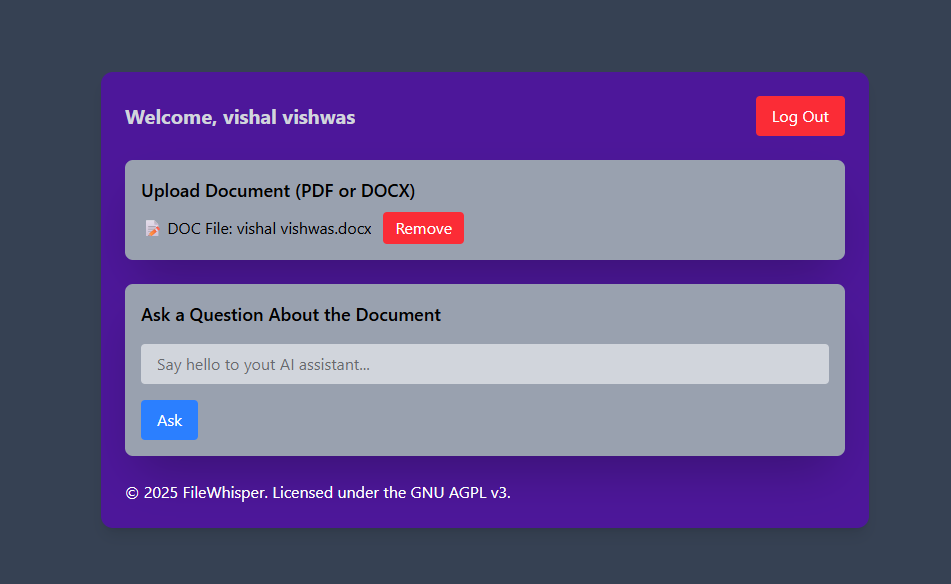 Welcome, vishal vishwas
Log Out
Upload Document (PDF or DOCX)
DOC File: vishal vishwas.docx
Remove
Ask a Question About the Document
Say hello to yout AI assistant...
Ask
© 2025 FileWhisper. Licensed under the GNU AGPL v3.